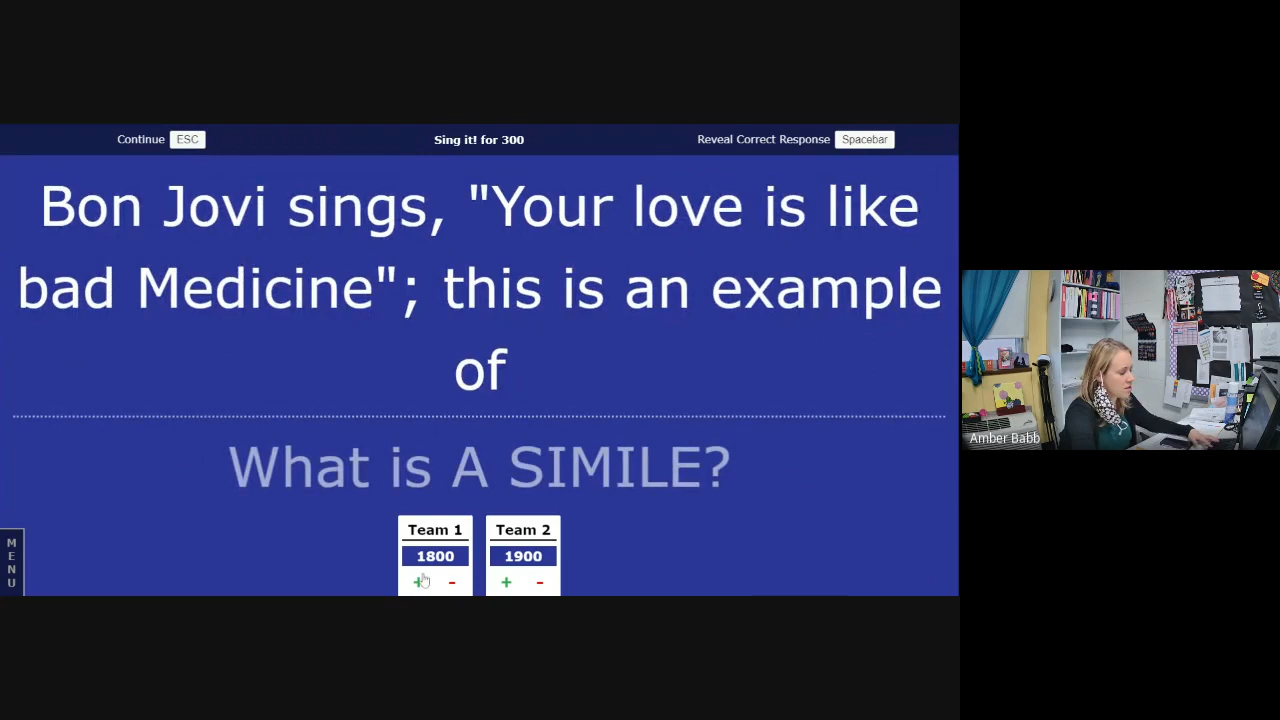 Continue ESC
Sing it! for 300
Reveal Correct Response Spacebar
Bon Jovi sings, "Your love is like
bad Medicine"; this is an example
of
What is A SIMILE?
Team 1
1800
+ -
Team 2
1900
+ -
MENU
Amber Babb